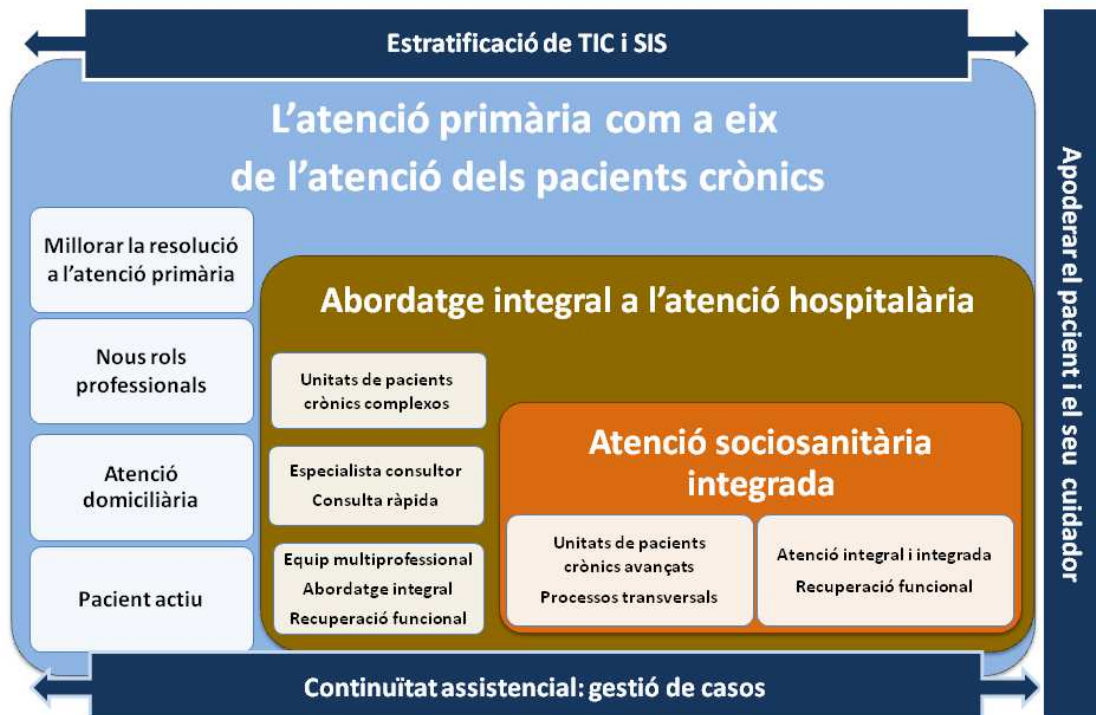 Estratificació de TIC i SIS
L'atenció primària com a eix
de l'atenció dels pacients crònics
Millorar la resolució
a l'atenció primària
Nous rols
professionals
Atenció
domiciliària
Pacient actiu
Abordatge integral a l'atenció hospitalària
Unitats de pacients
crònics complexos
Especialista consultor
Consulta ràpida
Equip multiprofessional
Abordatge integral
Recuperació funcional
Atenció sociosanitària
integrada
Unitats de pacients
crònics avançats
Processos transversals
Atenció integral i integrada
Recuperació funcional
Continuïtat assistencial: gestió de casos
Apoderar el pacient i el seu cuidador